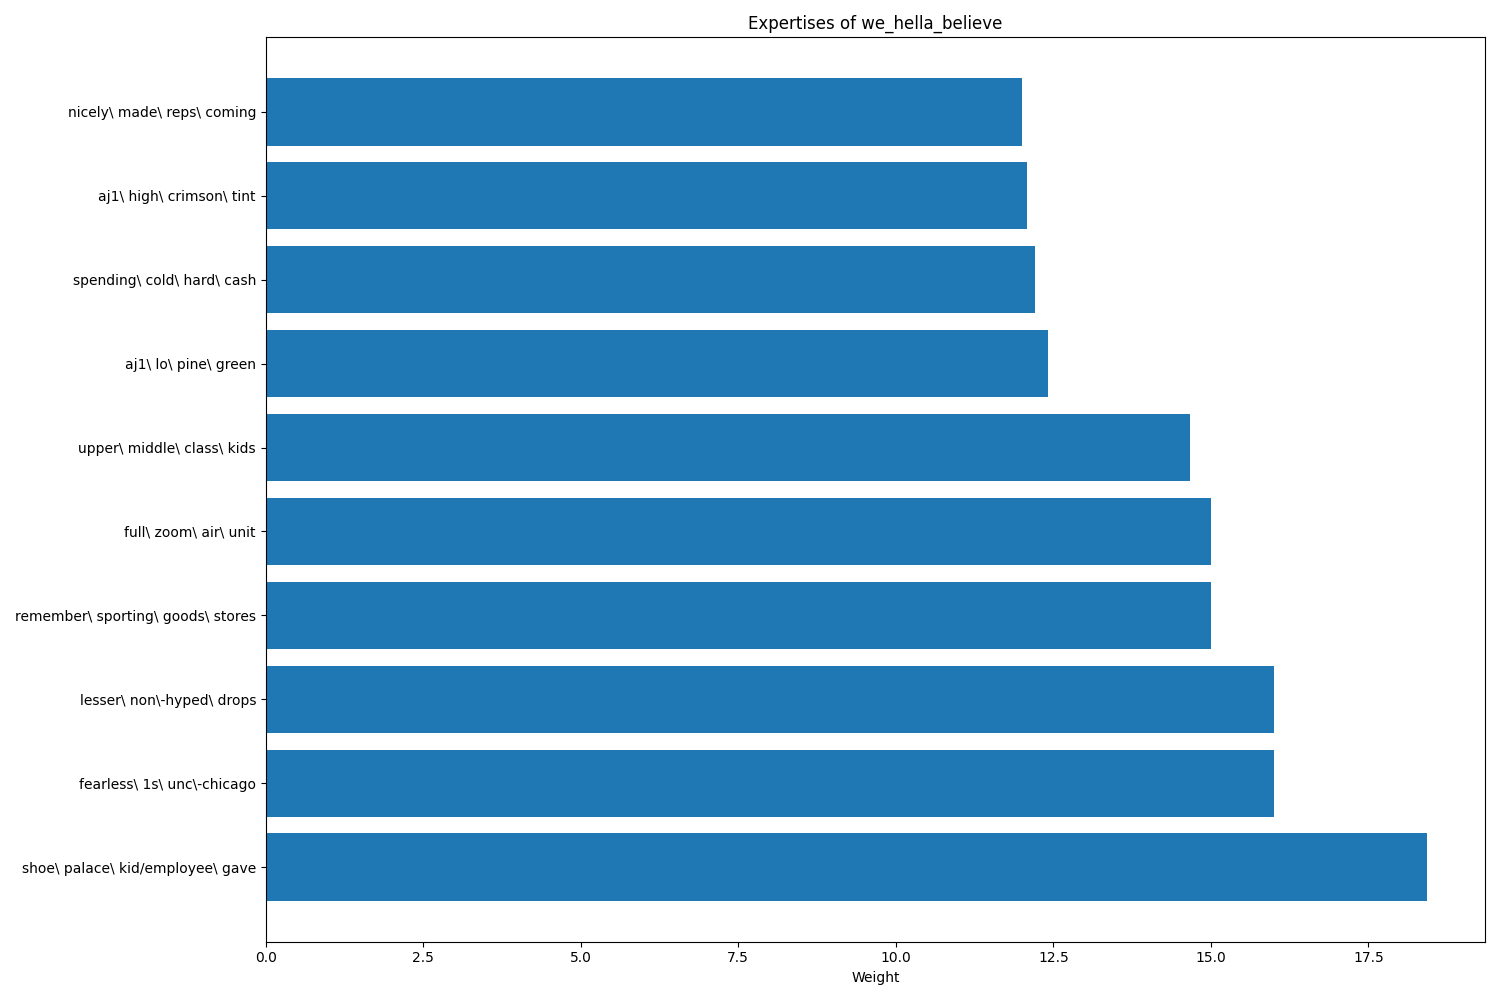 Expertises of we_hella_believe
nicely\ made\ reps\ coming
aj1\ high\ crimson\ tint
spending\ cold\ hard\ cash
aj1\ lo\ pine\ green
upper\ middle\ class\ kids
full\ zoom\ air\ unit
remember\ sporting\ goods\ stores
lesser\ non\-hyped\ drops
fearless\ 1s\ unc\-chicago
shoe\ palace\ kid/employee\ gave
0.0 2.5 5.0 7.5 10.0 12.5 15.0 17.5
Weight